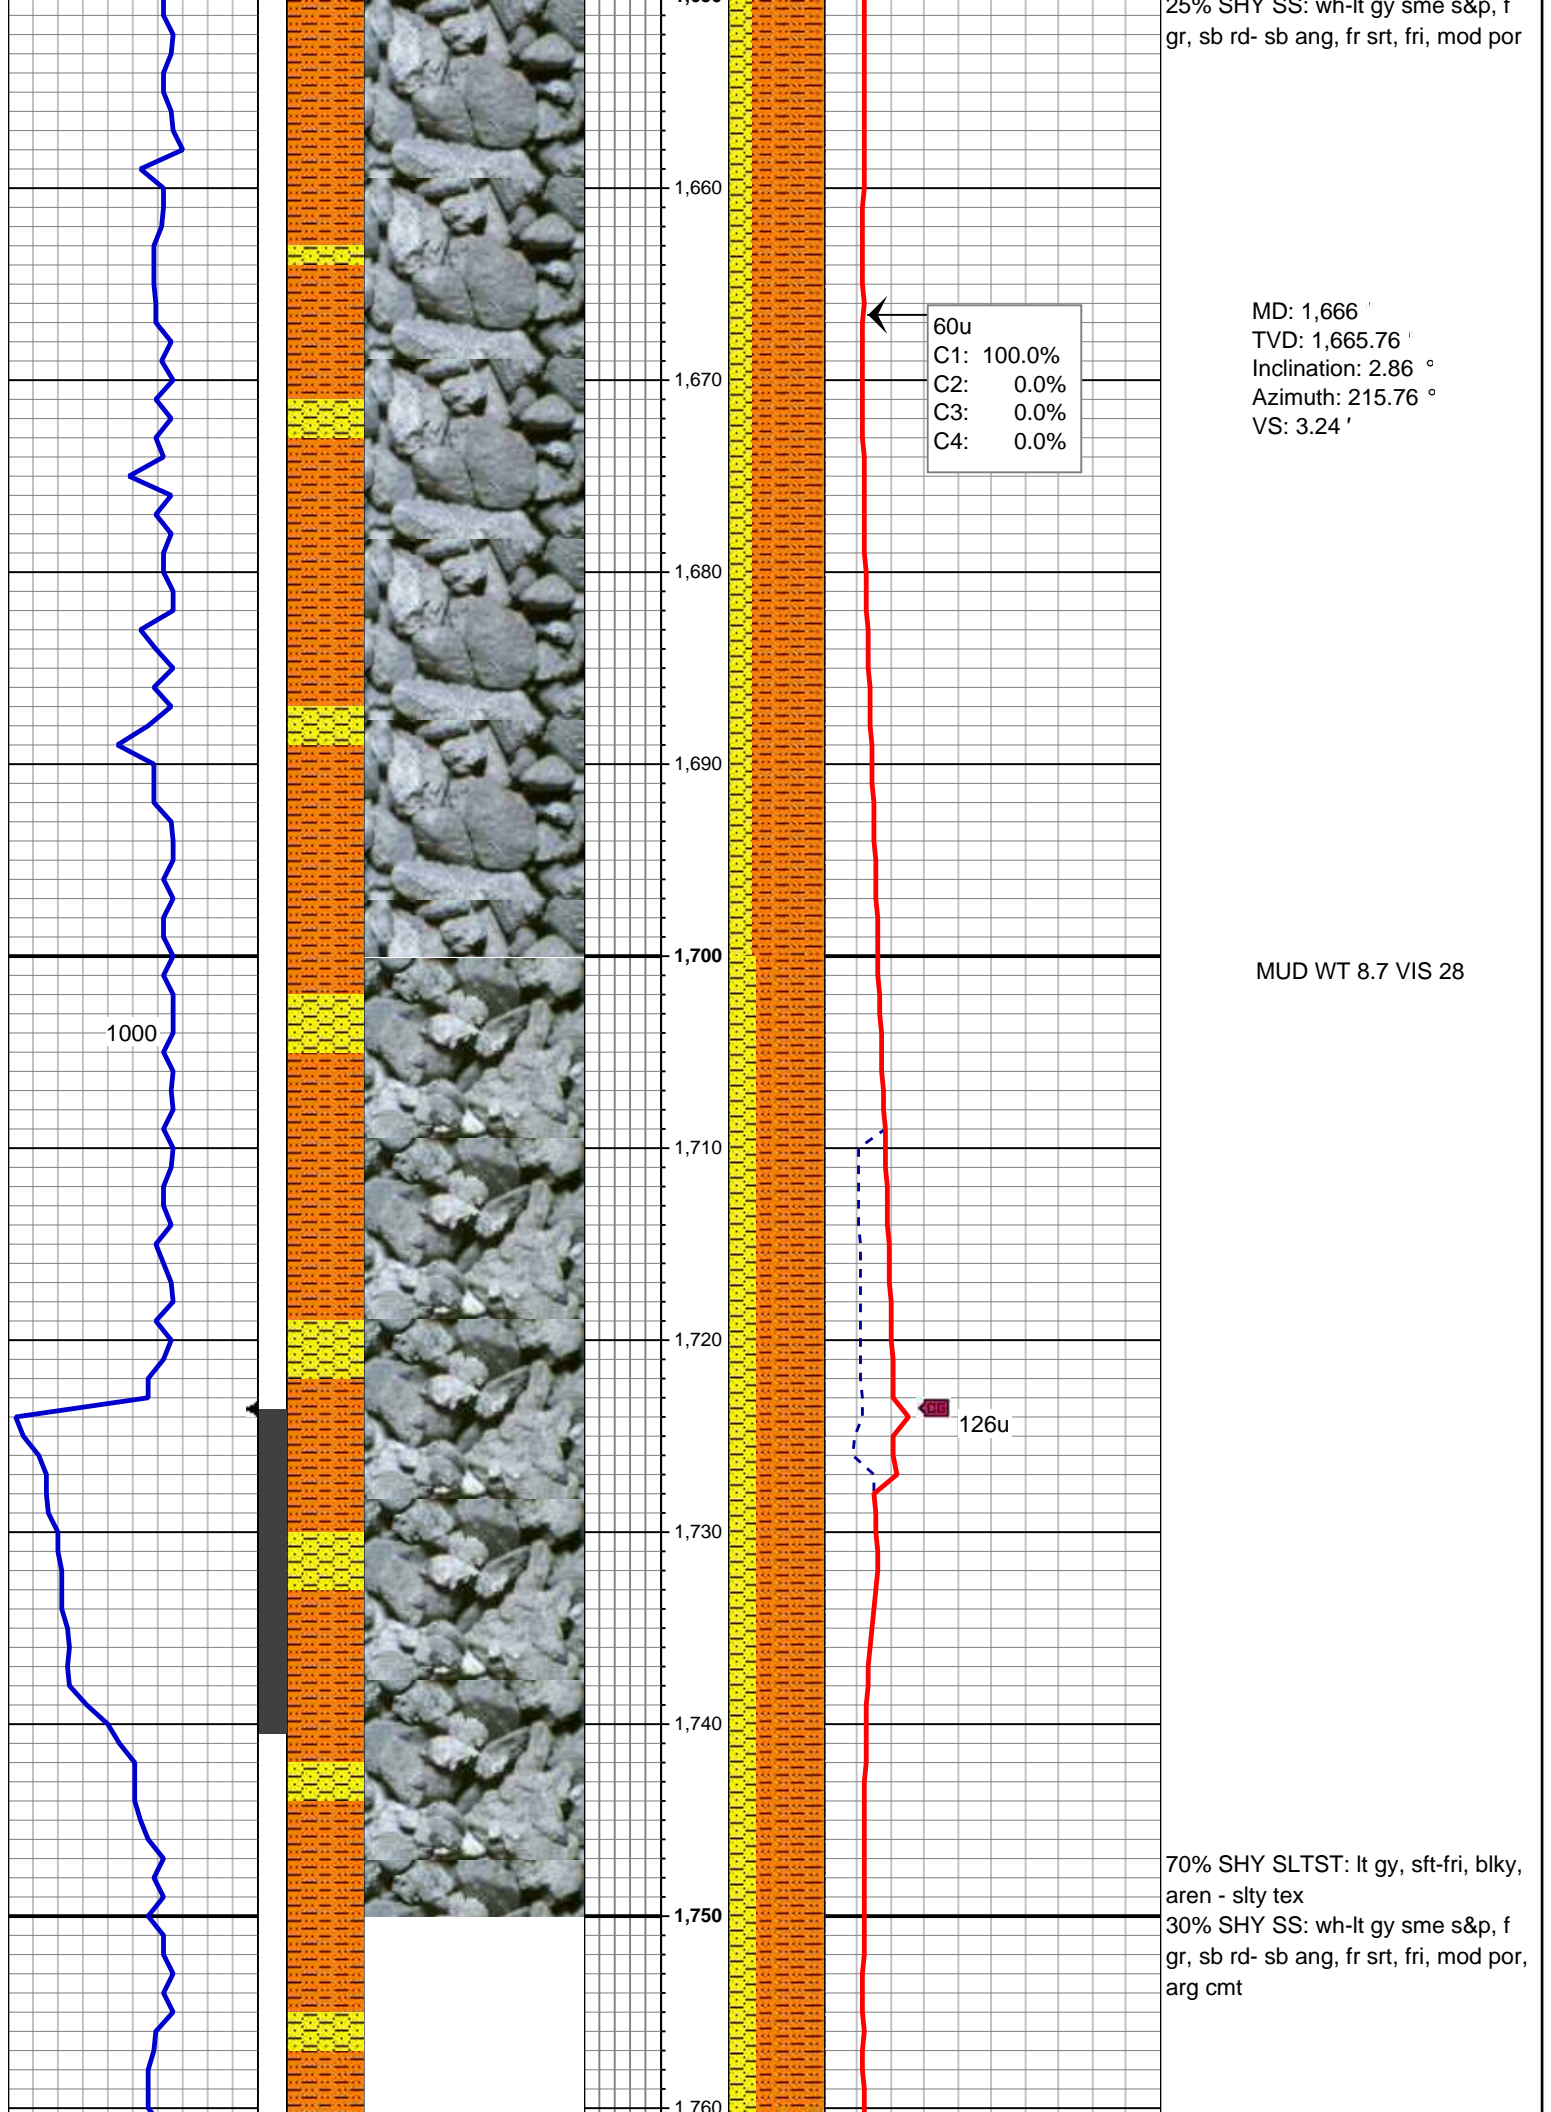 25% SHY SS: wh-lt gy sme s&p, f
gr, sb rd- sb ang, fr srt, fri, mod por
1,660
MD: 1,666 '
60u
TVD: 1,665.76 '
C1: 100.0%
Inclination: 2.86 °
1,670
C2: 0.0%
Azimuth: 215.76 °
C3: 0.0%
VS: 3.24 '
C4: 0.0%
1,680
1,690
1,700
MUD WT 8.7 VIS 28
1000
1,710
1,720
CG
126u
1,730
1,740
70% SHY SLTST: lt gy, sft-fri, blky,
aren - slty tex
1,750
30% SHY SS: wh-lt gy sme s&p, f
gr, sb rd- sb ang, fr srt, fri, mod por,
arg cmt
1,760